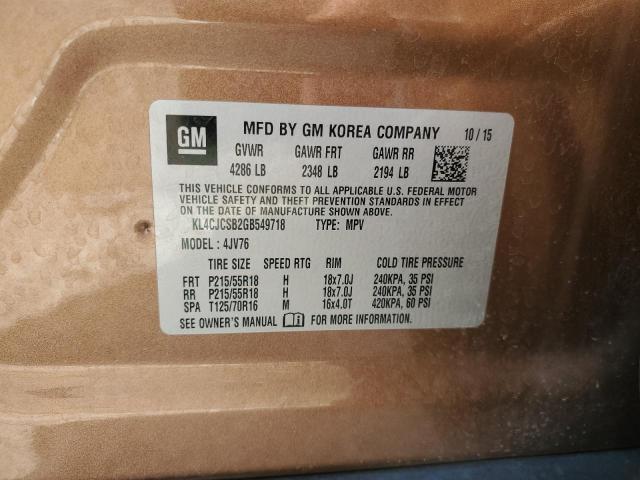 GM MFD BY GM KOREA COMPANY 10 / 15
GVWR GAWR FRT GAWR RR
4286 LB 2348 LB 2194 LB
THIS VEHICLE CONFORMS TO ALL APPLICABLE U.S. FEDERAL MOTOR
VEHICLE SAFETY AND THEFT PREVENTION STANDARDS IN EFFECT
ON THE DATE OF MANUFACTURE SHOWN ABOVE.
KL4CJCSB2GB549718 TYPE: MPV
MODEL : 4JV76
TIRE SIZE SPEED RTG RIM COLD TIRE PRESSURE
FRT P215/55R18 H 18x7.0J 240KPA, 35 PSI
RR P215/55R18 H 18x7.0J 240KPA, 35 PSI
SPA T125/70R16 M 16x4.0T 420KPA, 60 PSI
SEE OWNER'S MANUAL FOR MORE INFORMATION.